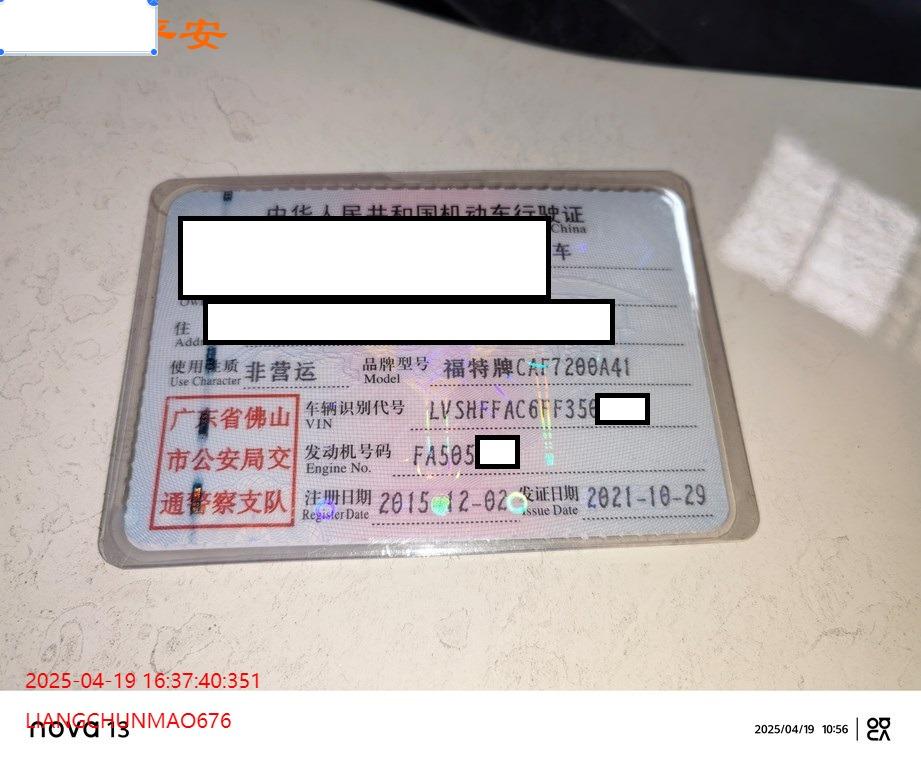 平安
中华人民共和国机动车行驶证
China
车
住
使用性质 非营运 品牌型号 福特牌CAF7200A41
Use Character Model
广东省佛山
市公安局交
通警察支队
车辆识别代号
VIN
发动机号码 FA505
Engine No.
注册日期 2015-12-02 发证日期 2021-10-29
Register Date Issue Date
2025-04-19 16:37:40:351
LIANGCHUNMAO676
nova 13
2025/04/19 10:56